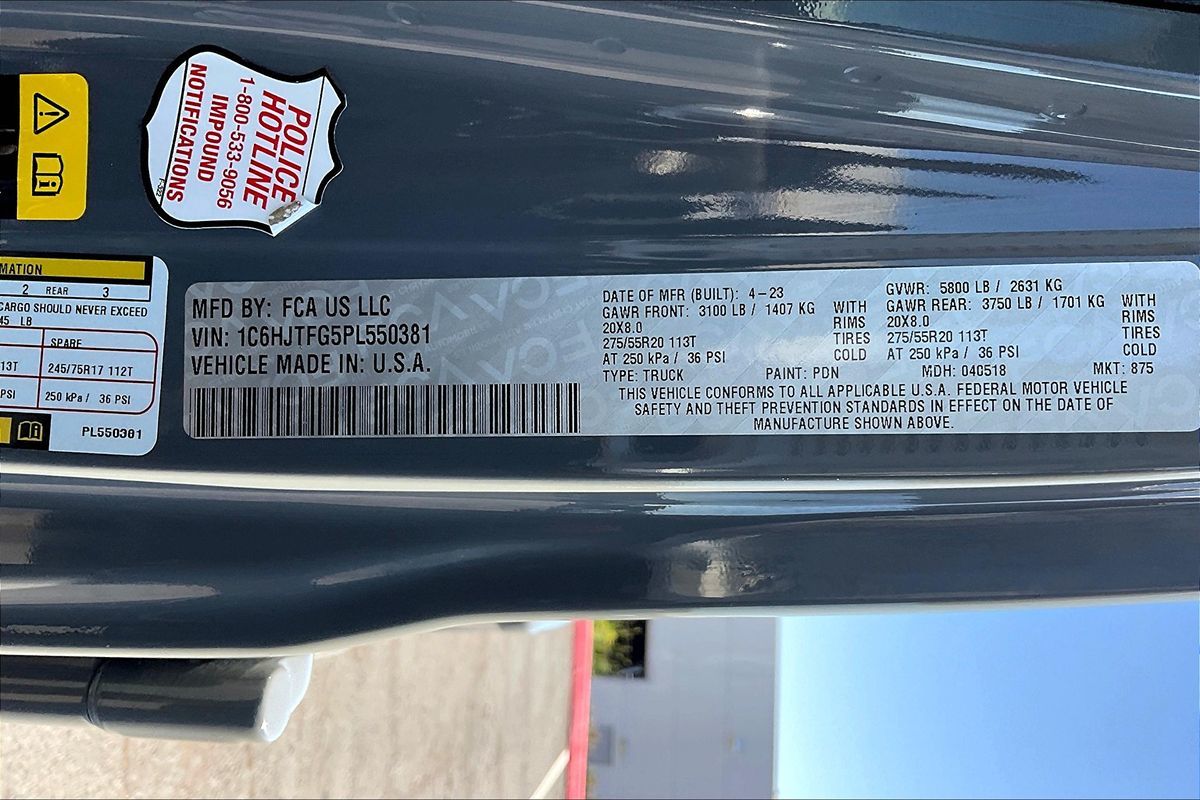 POLICE
HOTLINE
1-800-533-9056
IMPOUND
NOTIFICATIONS
MATION
2 REAR 3
CARGO SHOULD NEVER EXCEED
45 LB
SPARE
13T 245/75R17 112T
PSI 250 kPa / 36 PSI
PL550381
MFD BY: FCA US LLC
VIN: 1C6HJTFG5PL550381
VEHICLE MADE IN: U.S.A.
DATE OF MFR (BUILT): 4-23
GAWR FRONT: 3100 LB / 1407 KG WITH
20X8.0 RIMS
275/55R20 113T TIRES
AT 250 kPa / 36 PSI COLD
GVWR: 5800 LB / 2631 KG
GAWR REAR: 3750 LB / 1701 KG WITH
20X8.0 RIMS
275/55R20 113T TIRES
AT 250 kPa / 36 PSI COLD
TYPE: TRUCK PAINT: PDN MDH: 040518 MKT: 875
THIS VEHICLE CONFORMS TO ALL APPLICABLE U.S.A. FEDERAL MOTOR VEHICLE
SAFETY AND THEFT PREVENTION STANDARDS IN EFFECT ON THE DATE OF
MANUFACTURE SHOWN ABOVE.